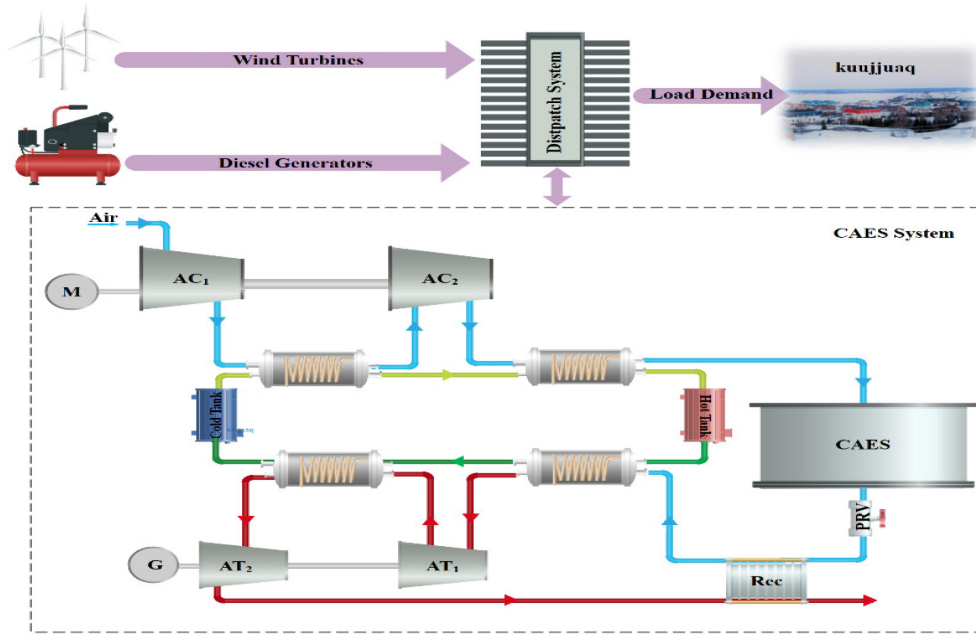 Wind Turbines
Diesel Generators
Distpatch System
Load Demand
kuujjuaq
CAES System
Air
M
AC₁
AC₂
Cold Tank
Hot Tank
CAES
PRV
G
AT₂
AT₁
Rcc